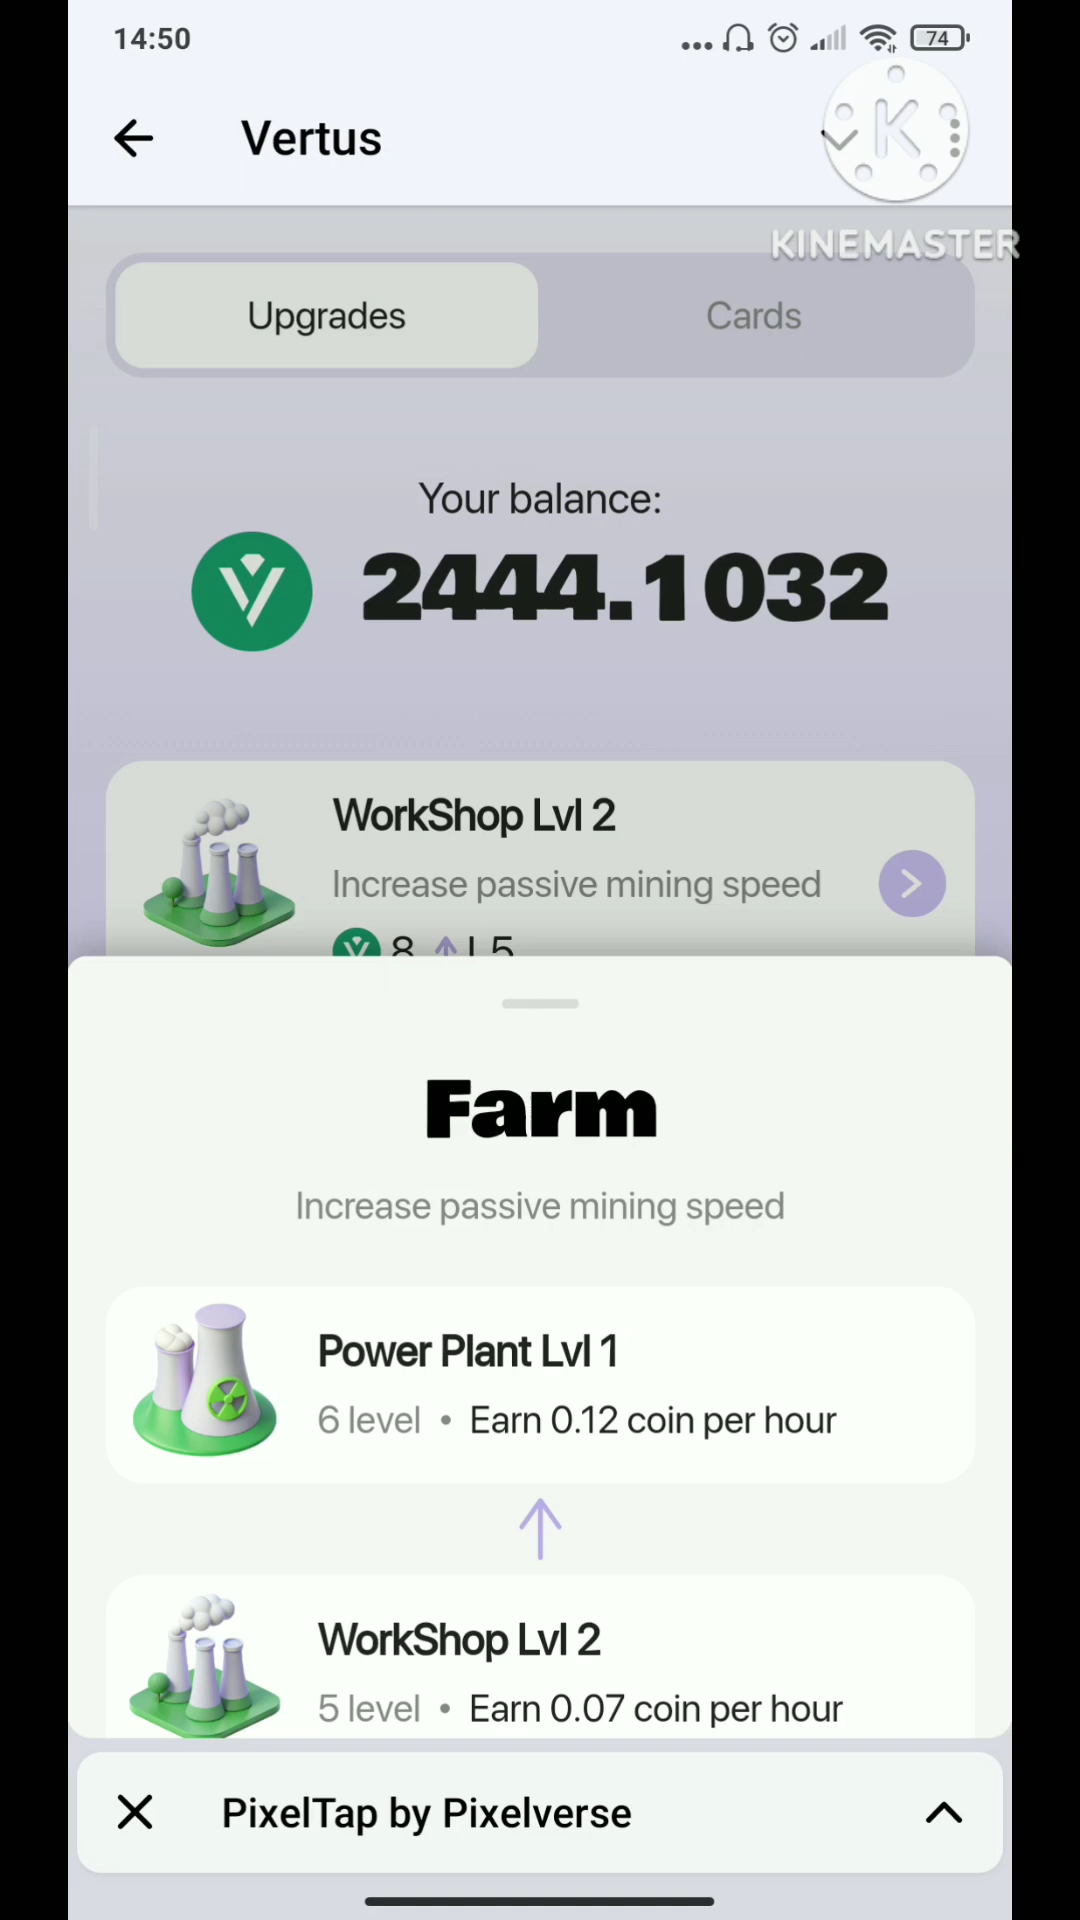 14:50
74
Vertus
K
KINEMASTER
Upgrades
Cards
Your balance:
2444.1032
WorkShop Lvl 2
Increase passive mining speed
8
Farm
Increase passive mining speed
Power Plant Lvl 1
6 level • Earn 0.12 coin per hour
WorkShop Lvl 2
5 level • Earn 0.07 coin per hour
PixelTap by Pixelverse